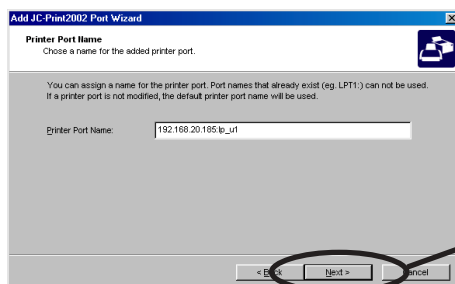 Add JC-Print2002 Port Wizard
Printer Port Name
Chose a name for the added printer port.
You can assign a name for the printer port. Port names that already exist (eg. LPT1:) can not be used.
If a printer port is not modified, the default printer port name will be used.
Printer Port Name: 192.168.20.185:lp_u1
< Back Next > Cancel